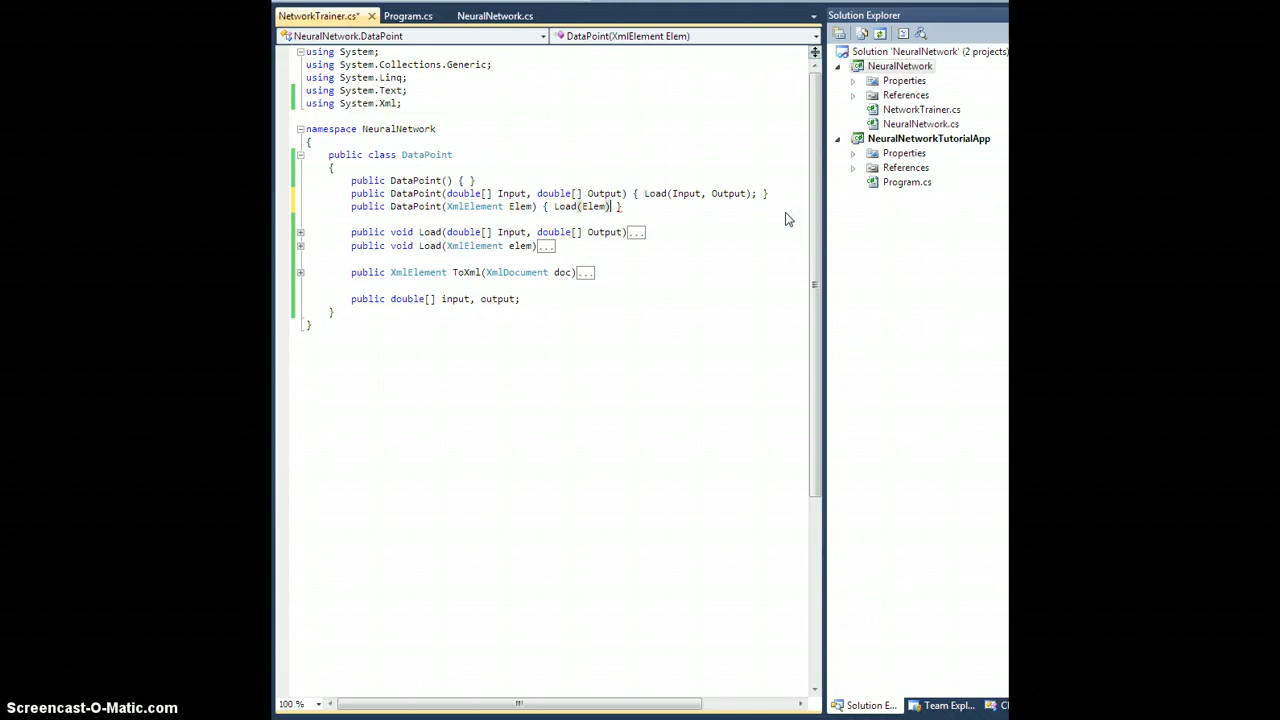 NetworkTrainer.cs* Program.cs NeuralNetwork.cs
NeuralNetwork.DataPoint DataPoint(XmlElement Elem)
using System;
using System.Collections.Generic;
using System.Linq;
using System.Text;
using System.Xml;
namespace NeuralNetwork
{
public class DataPoint
{
public DataPoint() { }
public DataPoint(double[] Input, double[] Output) { Load(Input, Output); }
public DataPoint(XmlElement Elem) { Load(Elem) }
public void Load(double[] Input, double[] Output)...
public void Load(XmlElement elem)...
public XmlElement ToXml(XmlDocument doc)...
public double[] input, output;
}
}
100 %
Solution Explorer
Solution 'NeuralNetwork' (2 projects)
NeuralNetwork
Properties
References
NetworkTrainer.cs
NeuralNetwork.cs
NeuralNetworkTutorialApp
Properties
References
Program.cs
Solution E... Team Expl...
Screencast-O-Matic.com